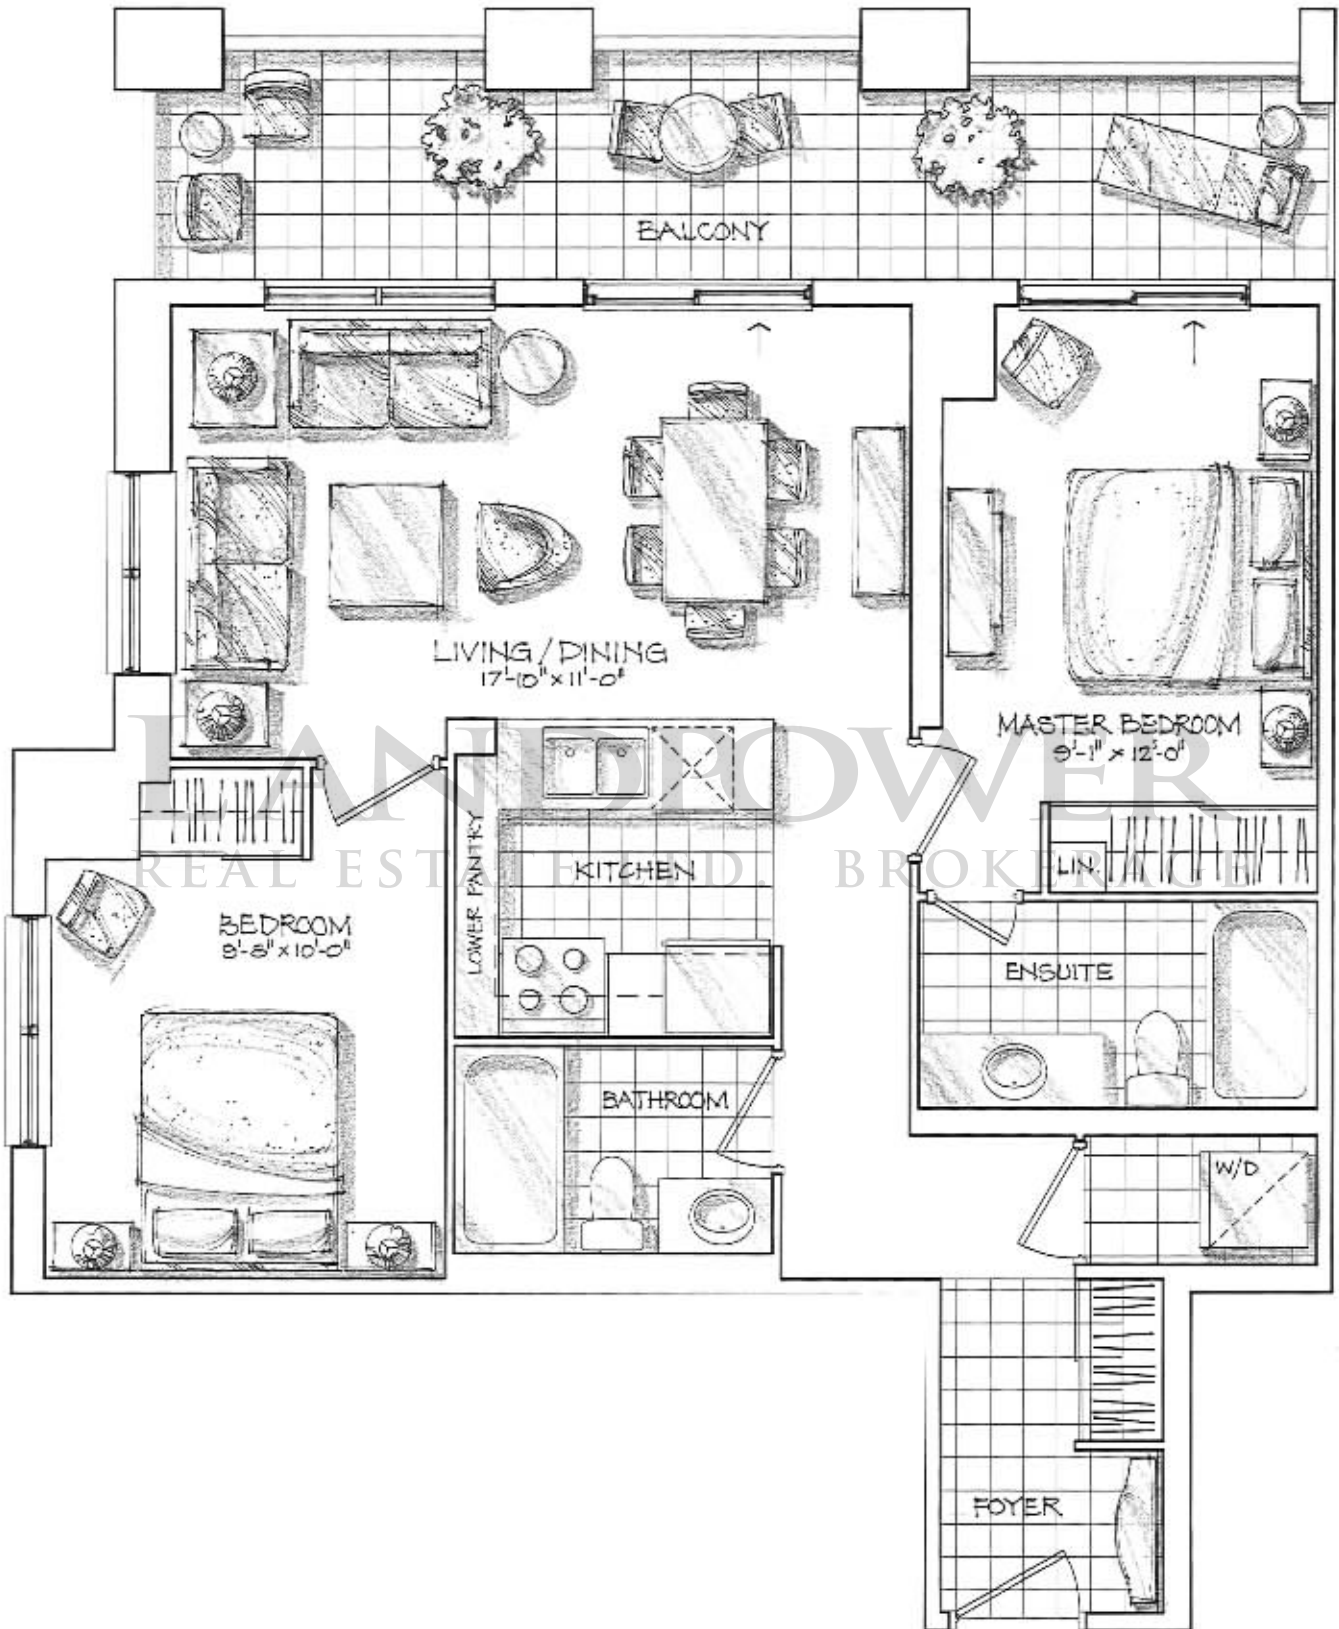 BALCONY
LIVING/DINING
17'-10" x 11'-0"
MASTER BEDROOM
9'-1" x 12'-0"
LANDPOWER
REAL ESTATE LTD. BROKERAGE
LOWER PANTRY
KITCHEN
LIN.
BEDROOM
9'-8" x 10'-0"
ENSUITE
BATHROOM
W/D
FOYER